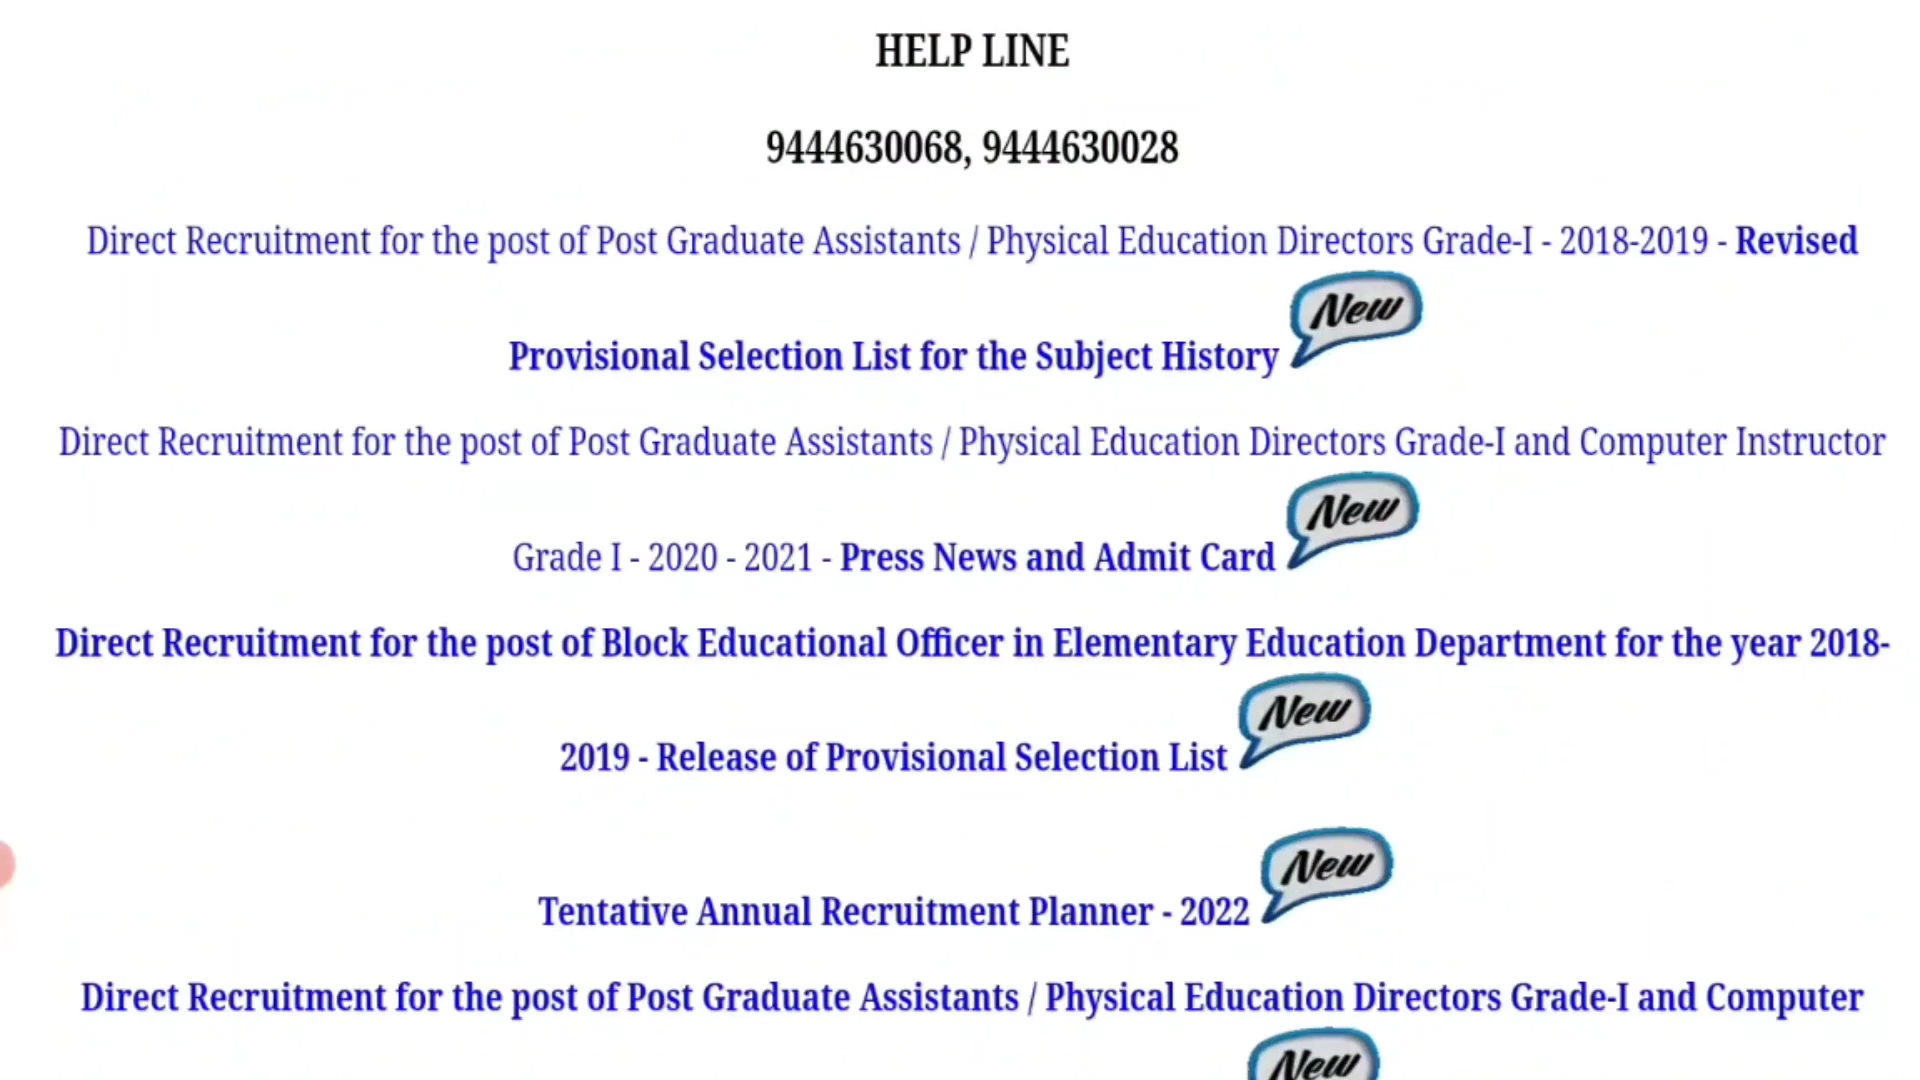 HELP LINE
9444630068, 9444630028
Direct Recruitment for the post of Post Graduate Assistants / Physical Education Directors Grade-I - 2018-2019 - Revised
New
Provisional Selection List for the Subject History
Direct Recruitment for the post of Post Graduate Assistants / Physical Education Directors Grade-I and Computer Instructor
New
Grade I - 2020 - 2021 - Press News and Admit Card
Direct Recruitment for the post of Block Educational Officer in Elementary Education Department for the year 2018-
New
2019 - Release of Provisional Selection List
New
Tentative Annual Recruitment Planner - 2022
Direct Recruitment for the post of Post Graduate Assistants / Physical Education Directors Grade-I and Computer
New